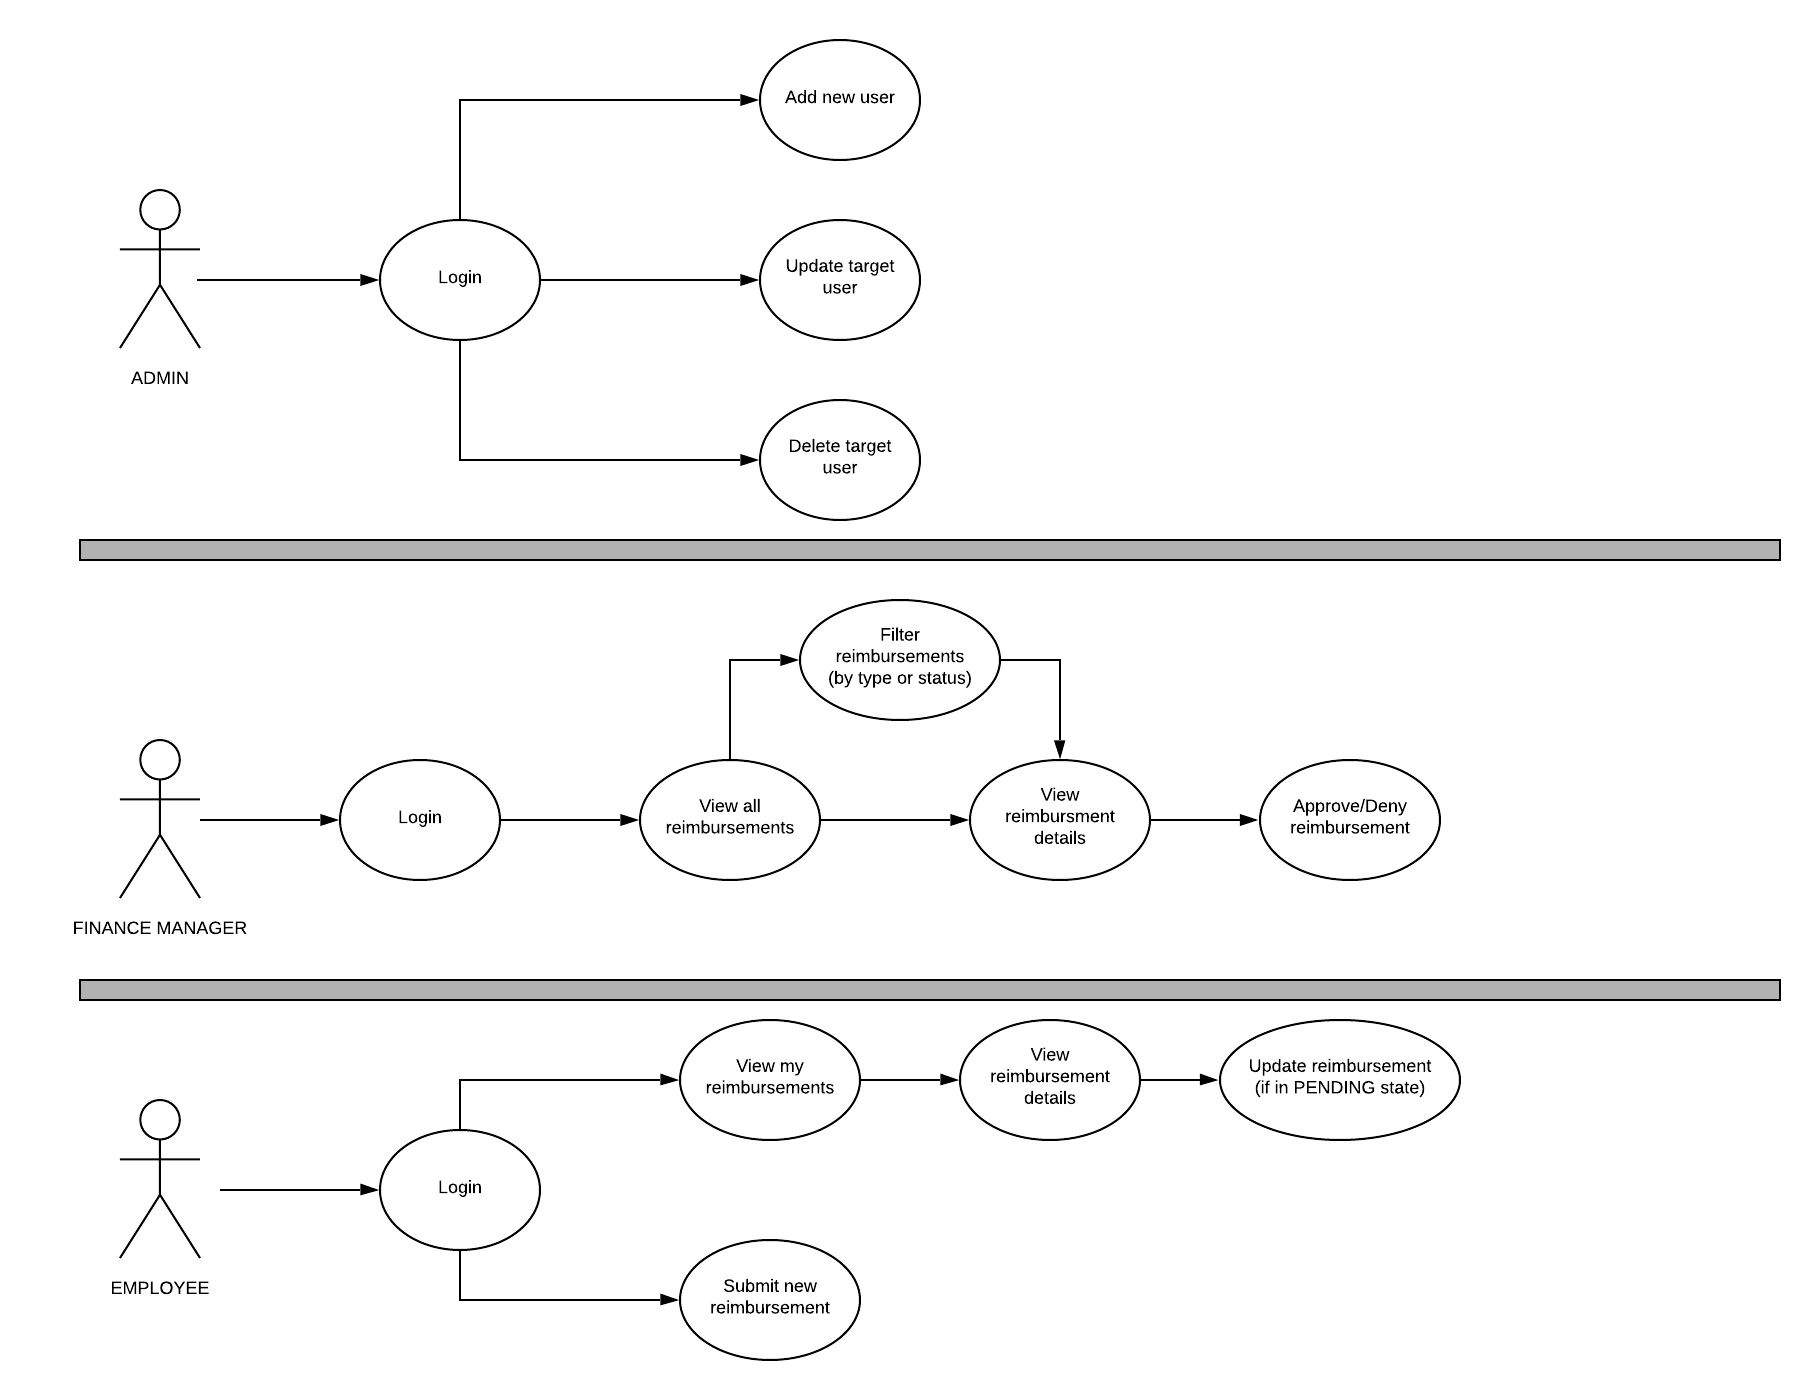 Add new user
Login
Update target
user
ADMIN
Delete target
user
Filter
reimbursements
(by type or status)
Login
View all
reimbursements
View
reimbursment
details
Approve/Deny
reimbursement
FINANCE MANAGER
View my
reimbursements
View
reimbursement
details
Update reimbursement
(if in PENDING state)
Login
EMPLOYEE
Submit new
reimbursement